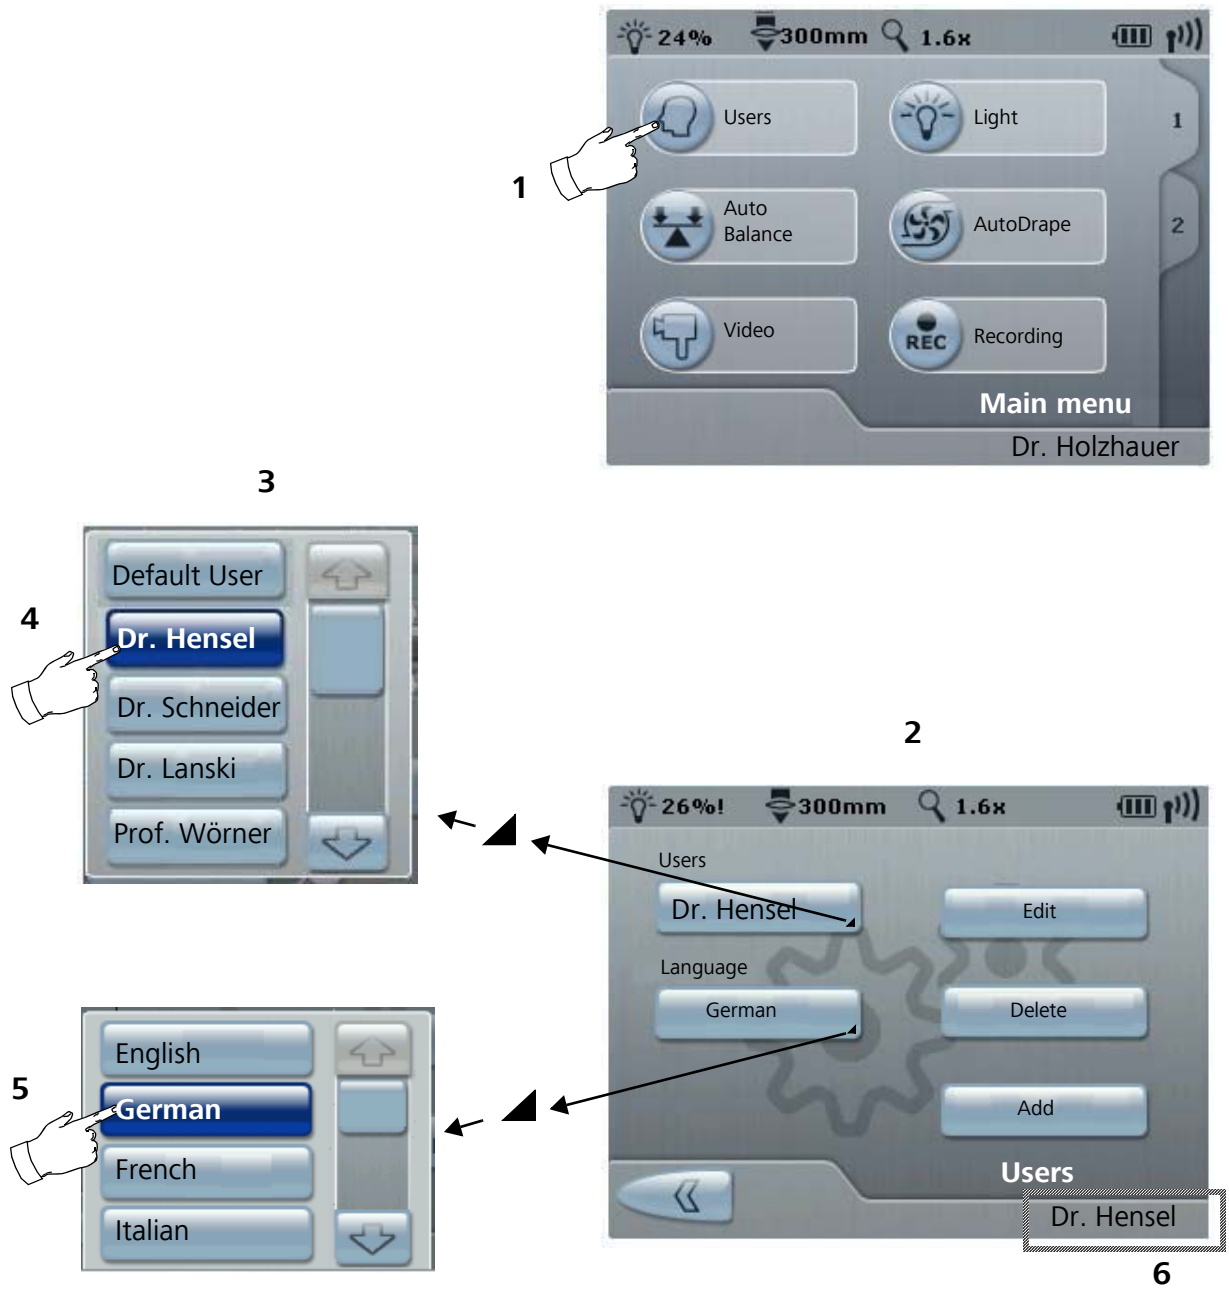 24% 300mm 1.6x
Users
Light
1
1
Auto
Balance
AutoDrape
2
Video
REC
Recording
Main menu
Dr. Holzhauer
3
Default User
4
Dr. Hensel
Dr. Schneider
Dr. Lanski
Prof. Wörner
2
26%! 300mm 1.6x
Users
Dr. Hensel
Edit
Language
German
Delete
Add
Users
Dr. Hensel
6
English
5
German
French
Italian